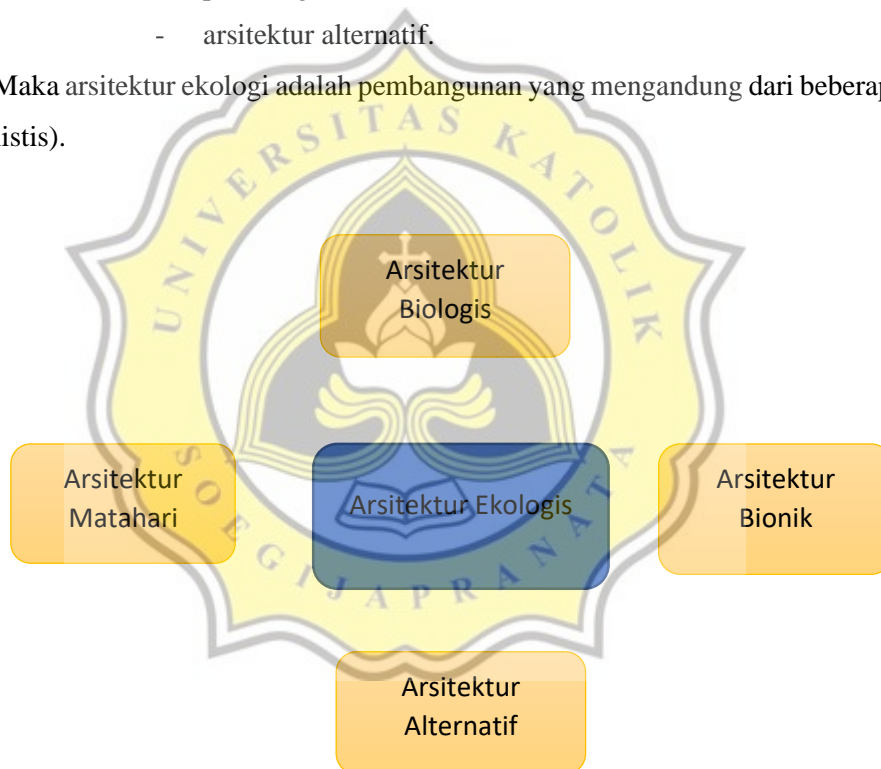 - arsitektur alternatif.
Maka arsitektur ekologi adalah pembangunan yang mengandung dari
istis).
UNIVERSITAS KATOLIK
Arsitektur
Biologis
Arsitektur
Matahari
Arsitektur Ekologis
Arsitektur
Bionik
SOEGIJAPRANATA
Arsitektur
Alternatif